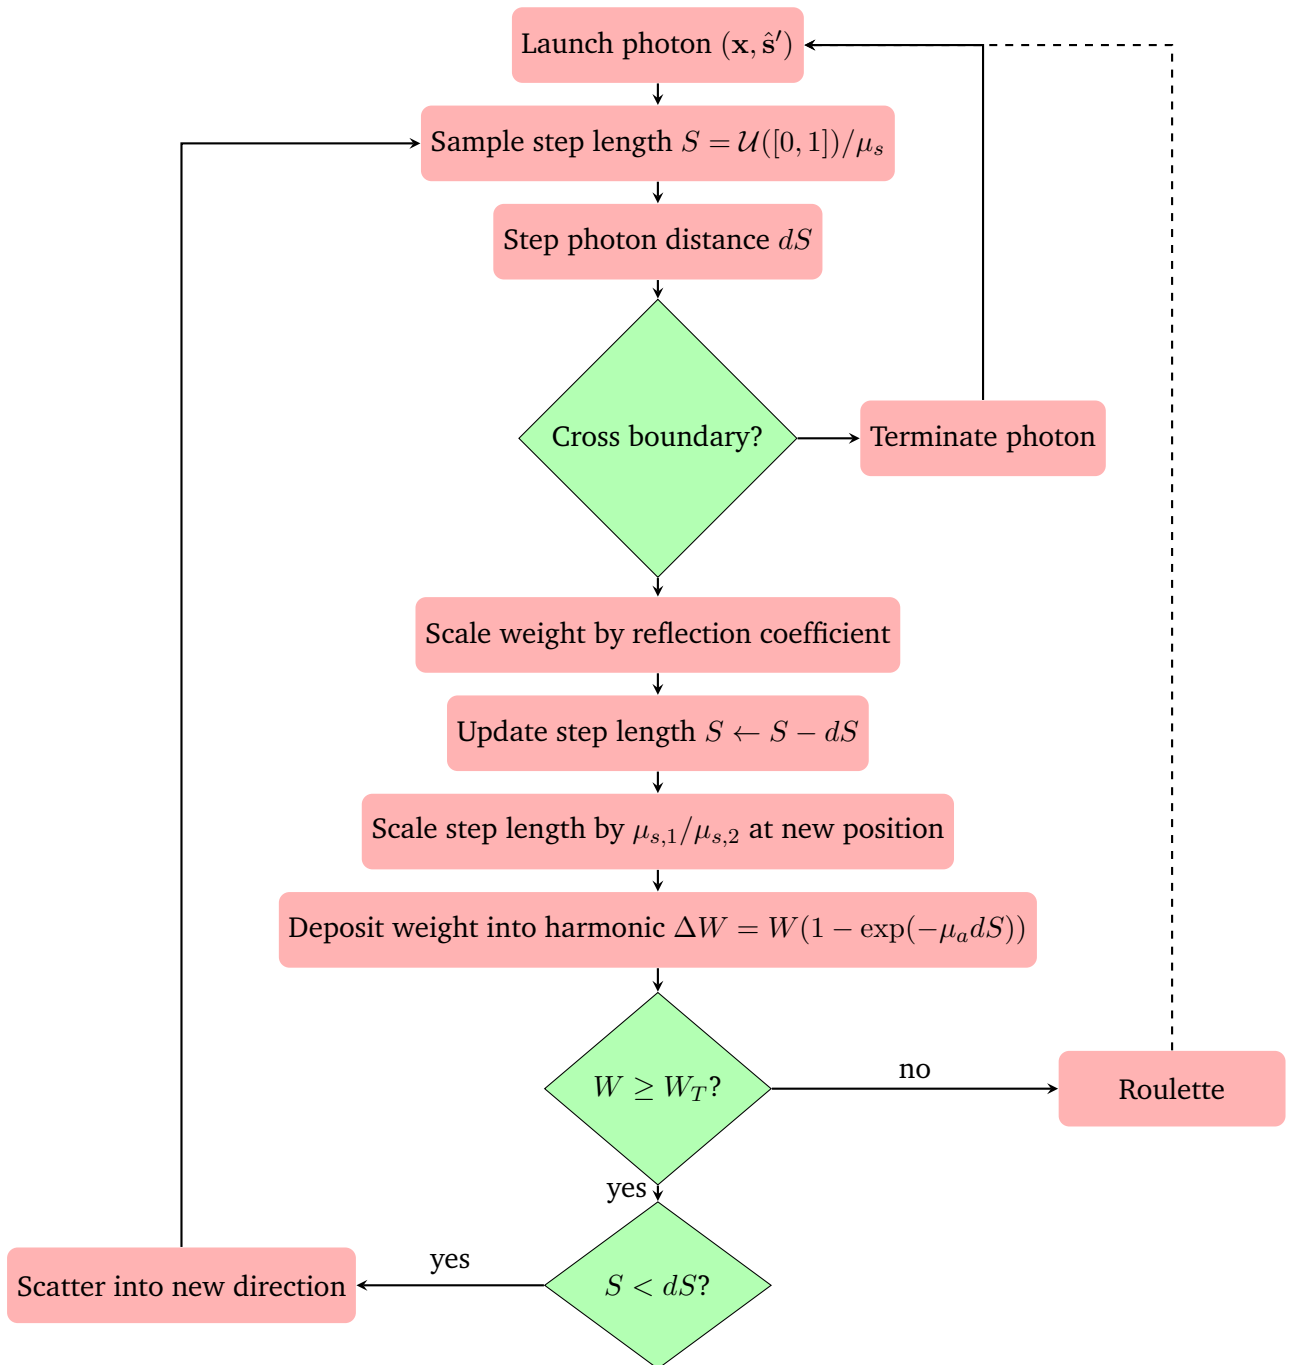 Launch photon (𝐱, ŝ′)
Sample step length S = 𝒰([0, 1])/μ_s
Step photon distance dS
Cross boundary?
Terminate photon
Scale weight by reflection coefficient
Update step length S ← S − dS
Scale step length by μ_{s,1}/μ_{s,2} at new position
Deposit weight into harmonic ΔW = W(1 − exp(−μ_a dS))
W ≥ W_T?
no
Roulette
yes
S < dS?
yes
Scatter into new direction